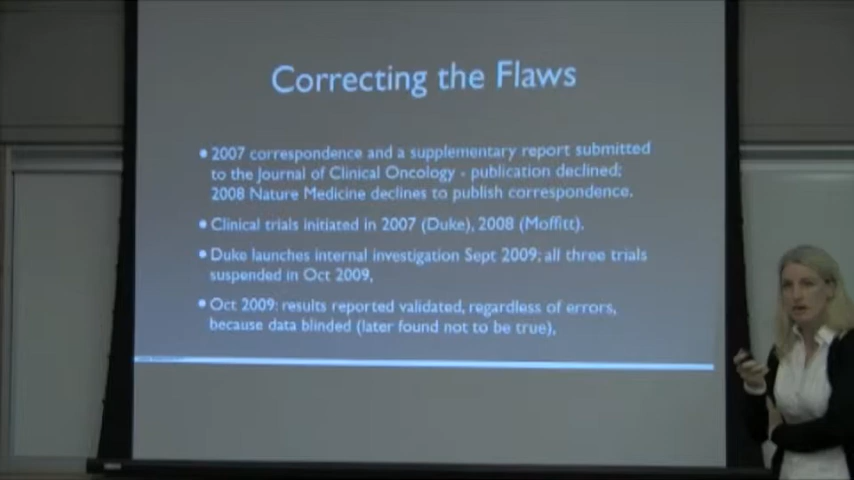 Correcting the Flaws
• 2007 correspondence and a supplementary report submitted
to the Journal of Clinical Oncology - publication declined;
2008 Nature Medicine declines to publish correspondence.
• Clinical trials initiated in 2007 (Duke), 2008 (Moffitt).
• Duke launches internal investigation Sept 2009; all three trials
suspended in Oct 2009.
• Oct 2009: results reported validated, regardless of errors,
because data blinded (later found not to be true).